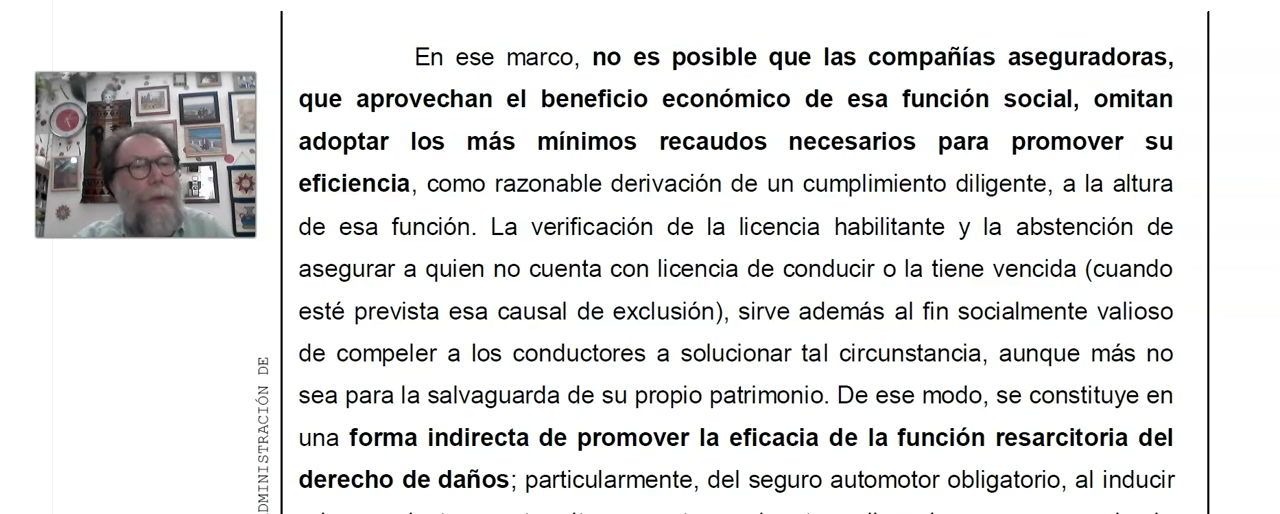 En ese marco, no es posible que las compañías aseguradoras,
que aprovechan el beneficio económico de esa función social, omitan
adoptar los más mínimos recaudos necesarios para promover su
eficiencia, como razonable derivación de un cumplimiento diligente, a la altura
de esa función. La verificación de la licencia habilitante y la abstención de
asegurar a quien no cuenta con licencia de conducir o la tiene vencida (cuando
esté prevista esa causal de exclusión), sirve además al fin socialmente valioso
de compeler a los conductores a solucionar tal circunstancia, aunque más no
sea para la salvaguarda de su propio patrimonio. De ese modo, se constituye en
una forma indirecta de promover la eficacia de la función resarcitoria del
derecho de daños; particularmente, del seguro automotor obligatorio, al inducir
ADMINISTRACIÓN DE